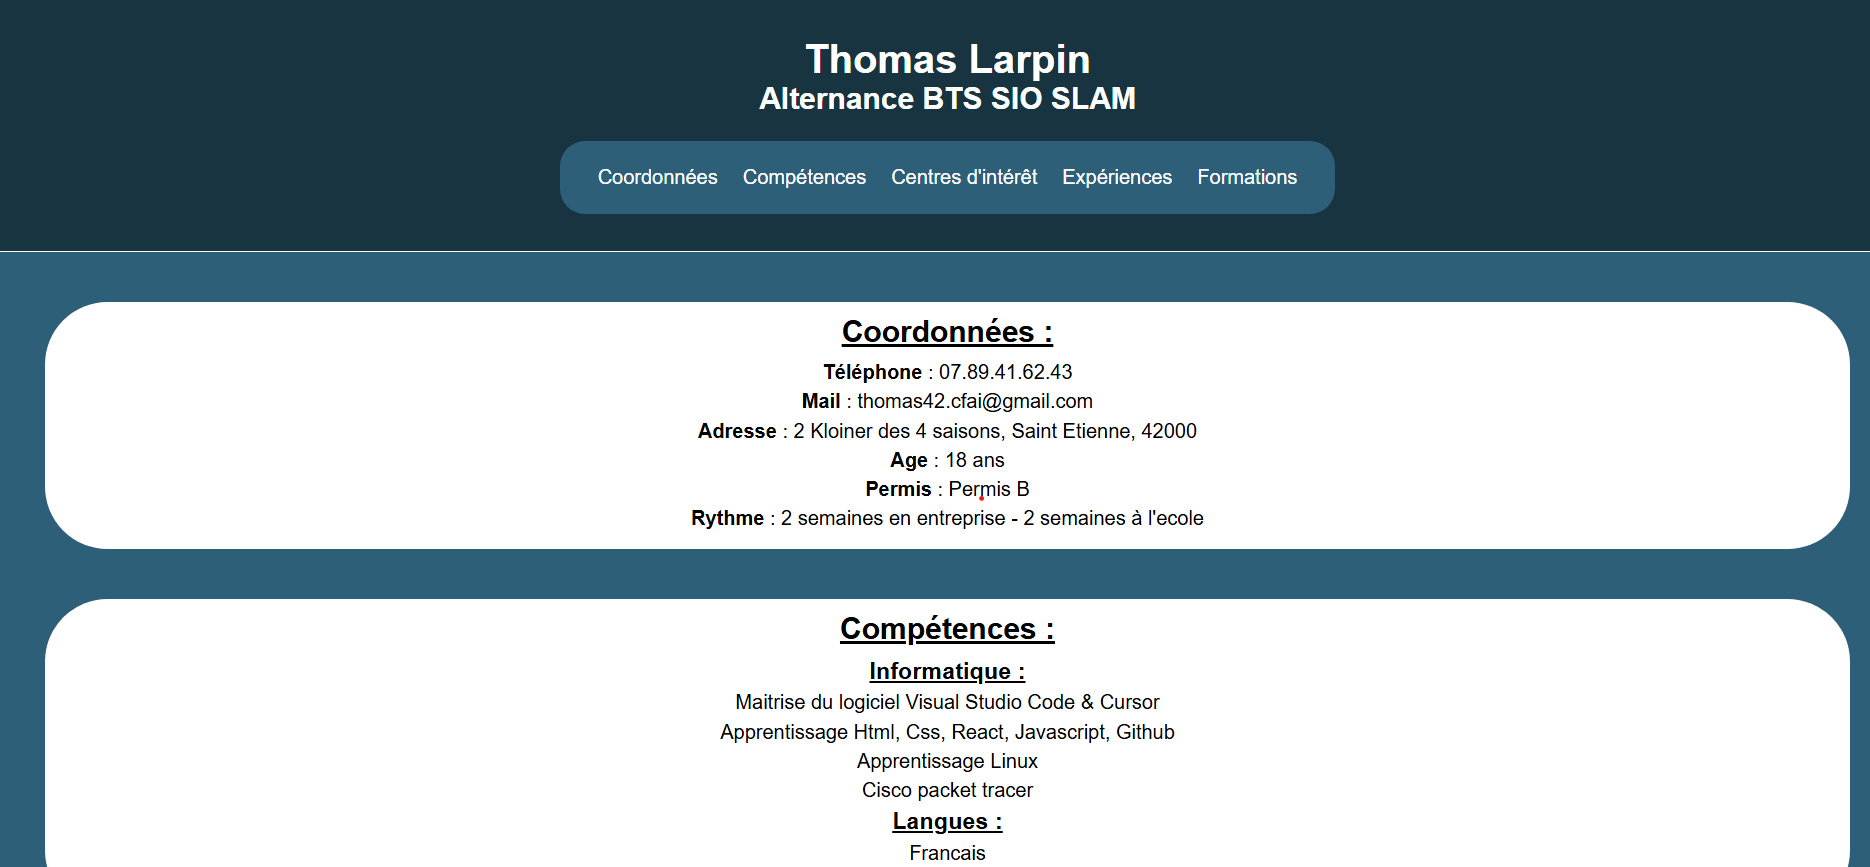 Thomas Larpin
Alternance BTS SIO SLAM
Coordonnées Compétences Centres d'intérêt Expériences Formations
Coordonnées :
Téléphone : 07.89.41.62.43
Mail : thomas42.cfai@gmail.com
Adresse : 2 Kloiner des 4 saisons, Saint Etienne, 42000
Age : 18 ans
Permis : Permis B
Rythme : 2 semaines en entreprise - 2 semaines à l'ecole
Compétences :
Informatique :
Maitrise du logiciel Visual Studio Code & Cursor
Apprentissage Html, Css, React, Javascript, Github
Apprentissage Linux
Cisco packet tracer
Langues :
Francais